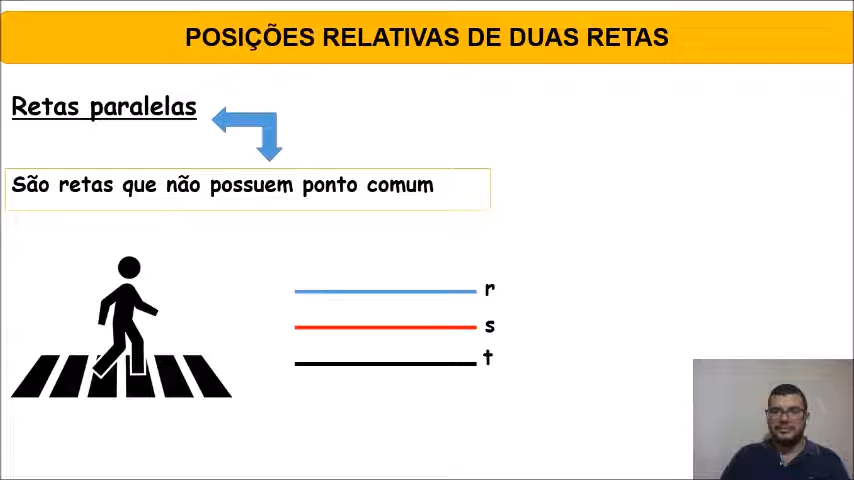 POSIÇÕES RELATIVAS DE DUAS RETAS
Retas paralelas
São retas que não possuem ponto comum
r
s
t